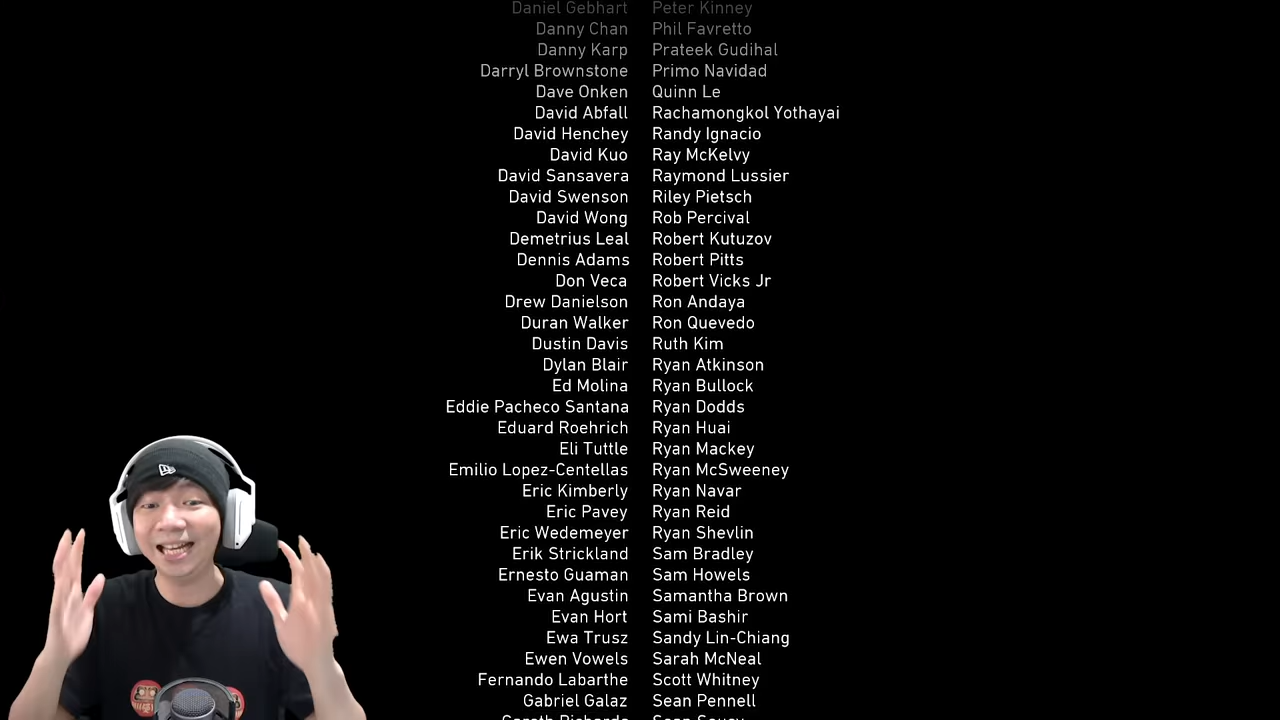 Daniel Gebhart Peter Kinney
Danny Chan Phil Favretto
Danny Karp Prateek Gudihal
Darryl Brownstone Primo Navidad
Dave Onken Quinn Le
David Abfall Rachamongkol Yothayai
David Henchey Randy Ignacio
David Kuo Ray McKelvy
David Sansavera Raymond Lussier
David Swenson Riley Pietsch
David Wong Rob Percival
Demetrius Leal Robert Kutuzov
Dennis Adams Robert Pitts
Don Veca Robert Vicks Jr
Drew Danielson Ron Andaya
Duran Walker Ron Quevedo
Dustin Davis Ruth Kim
Dylan Blair Ryan Atkinson
Ed Molina Ryan Bullock
Eddie Pacheco Santana Ryan Dodds
Eduard Roehrich Ryan Huai
Eli Tuttle Ryan Mackey
Emilio Lopez-Centellas Ryan McSweeney
Eric Kimberly Ryan Navar
Eric Pavey Ryan Reid
Eric Wedemeyer Ryan Shevlin
Erik Strickland Sam Bradley
Ernesto Guaman Sam Howels
Evan Agustin Samantha Brown
Evan Hort Sami Bashir
Ewa Trusz Sandy Lin-Chiang
Ewen Vowels Sarah McNeal
Fernando Labarthe Scott Whitney
Gabriel Galaz Sean Pennell